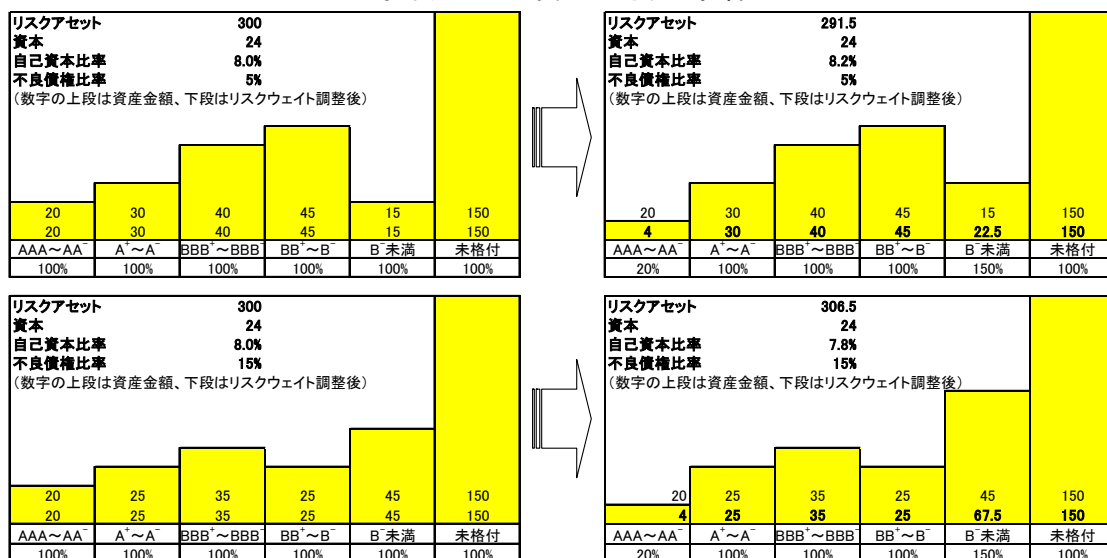 リスクアセット 300
資本 24
自己資本比率 8.0%
不良債権比率 5%
(数字の上段は資産金額、下段はリスクウェイト調整後)
20 30 40 45 15 150
20 30 40 45 15 150
AAA～AA⁻ A⁺～A⁻ BBB⁺～BBB⁻ BB⁺～B⁻ B⁻未満 未格付
100% 100% 100% 100% 100% 100%
リスクアセット 291.5
資本 24
自己資本比率 8.2%
不良債権比率 5%
(数字の上段は資産金額、下段はリスクウェイト調整後)
20 30 40 45 15 150
4 30 40 45 22.5 150
AAA～AA⁻ A⁺～A⁻ BBB⁺～BBB⁻ BB⁺～B⁻ B⁻未満 未格付
20% 100% 100% 100% 150% 100%
リスクアセット 300
資本 24
自己資本比率 8.0%
不良債権比率 15%
(数字の上段は資産金額、下段はリスクウェイト調整後)
20 25 35 25 45 150
20 25 35 25 45 150
AAA～AA⁻ A⁺～A⁻ BBB⁺～BBB⁻ BB⁺～B⁻ B⁻未満 未格付
100% 100% 100% 100% 100% 100%
リスクアセット 306.5
資本 24
自己資本比率 7.8%
不良債権比率 15%
(数字の上段は資産金額、下段はリスクウェイト調整後)
20 25 35 25 45 150
4 25 35 25 67.5 150
AAA～AA⁻ A⁺～A⁻ BBB⁺～BBB⁻ BB⁺～B⁻ B⁻未満 未格付
20% 100% 100% 100% 150% 100%